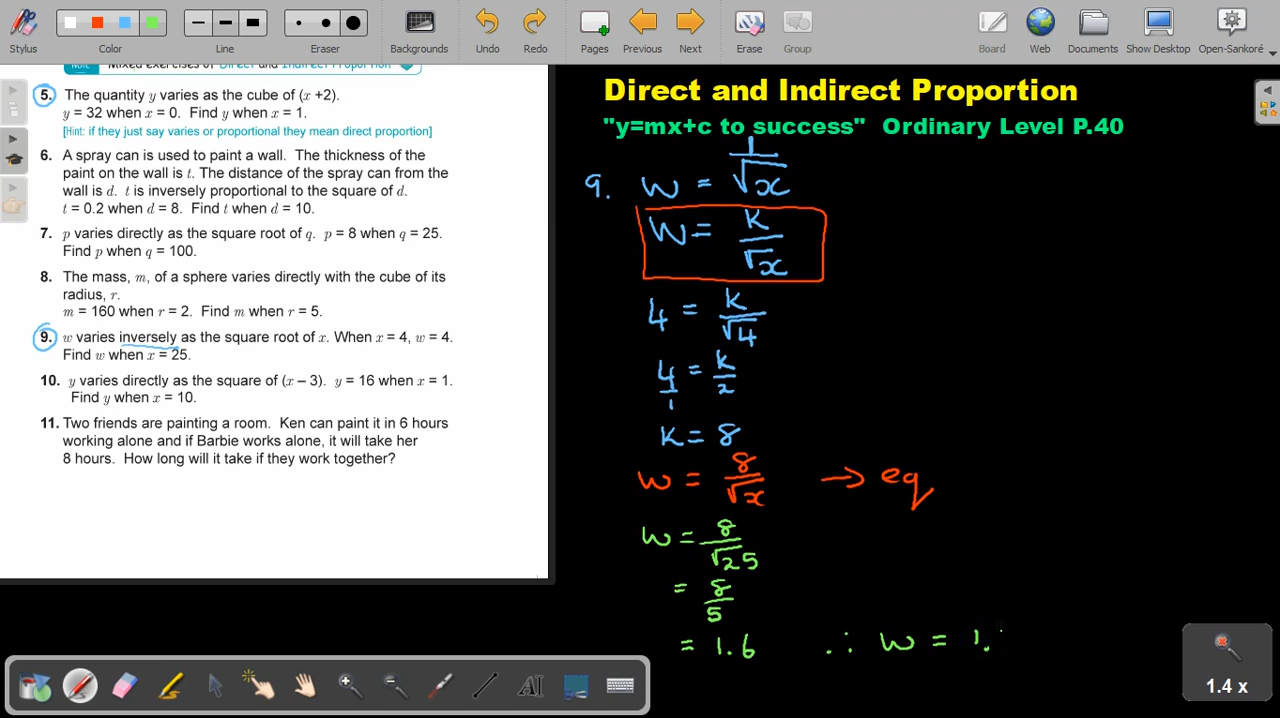 Stylus
Color
Line
Eraser
Backgrounds
Undo
Redo
Pages
Previous
Next
Erase
Group
Board
Web
Documents
Show Desktop
Open-Sankoré
NOTE Mixed exercises of Direct and Indirect Proportion
5. The quantity y varies as the cube of (x +2).
y = 32 when x = 0. Find y when x = 1.
[Hint: if they just say varies or proportional they mean direct proportion]
6. A spray can is used to paint a wall. The thickness of the
paint on the wall is t. The distance of the spray can from the
wall is d. t is inversely proportional to the square of d.
t = 0.2 when d = 8. Find t when d = 10.
7. p varies directly as the square root of q. p = 8 when q = 25.
Find p when q = 100.
8. The mass, m, of a sphere varies directly with the cube of its
radius, r.
m = 160 when r = 2. Find m when r = 5.
9. w varies inversely as the square root of x. When x = 4, w = 4.
Find w when x = 25.
10. y varies directly as the square of (x – 3). y = 16 when x = 1.
Find y when x = 10.
11. Two friends are painting a room. Ken can paint it in 6 hours
working alone and if Barbie works alone, it will take her
8 hours. How long will it take if they work together?
Direct and Indirect Proportion
"y=mx+c to success" Ordinary Level P.40
9. w = 1/√x
w = k/√x
4 = k/√4
4/1 = k/2
k = 8
w = 8/√x → eq
w = 8/√25
= 8/5
= 1.6 ∴ w = 1.
1.4 x